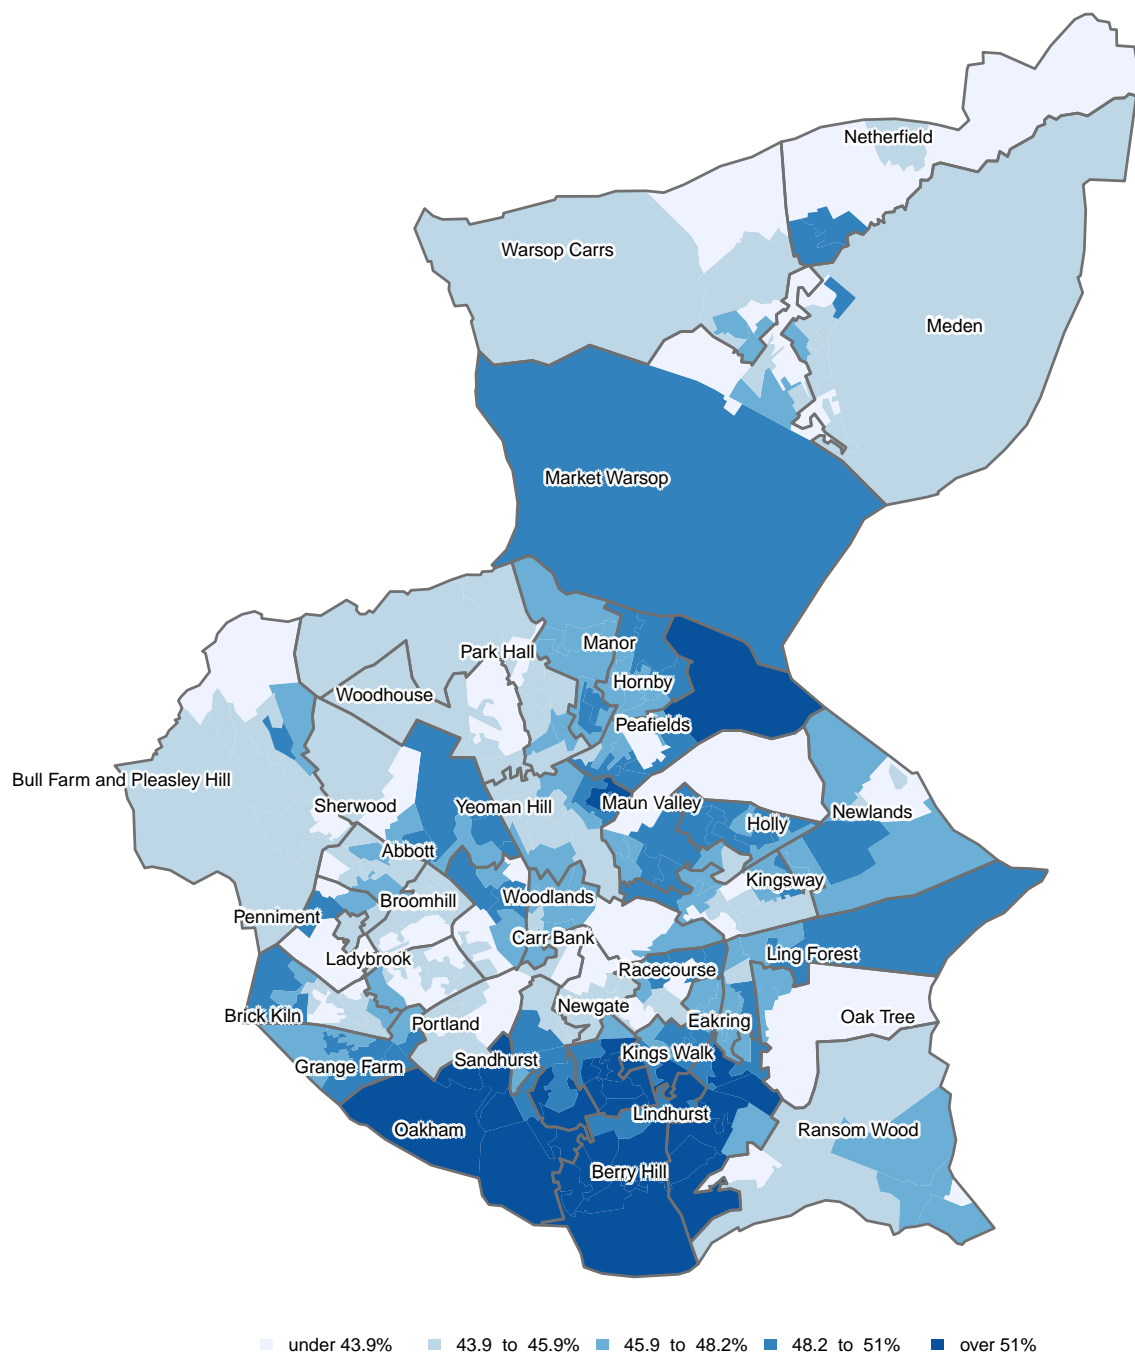 Netherfield
Warsop Carrs
Meden
Market Warsop
Manor
Park Hall
Hornby
Woodhouse
Peafields
Bull Farm and Pleasley Hill
Sherwood
Yeoman Hill
Maun Valley
Newlands
Holly
Abbott
Kingsway
Woodlands
Broomhill
Penniment
Carr Bank
Ling Forest
Ladybrook
Racecourse
Newgate
Brick Kiln
Oak Tree
Portland
Eakring
Kings Walk
Sandhurst
Grange Farm
Lindhurst
Oakham
Ransom Wood
Berry Hill
under 43.9% 43.9 to 45.9% 45.9 to 48.2% 48.2 to 51% over 51%